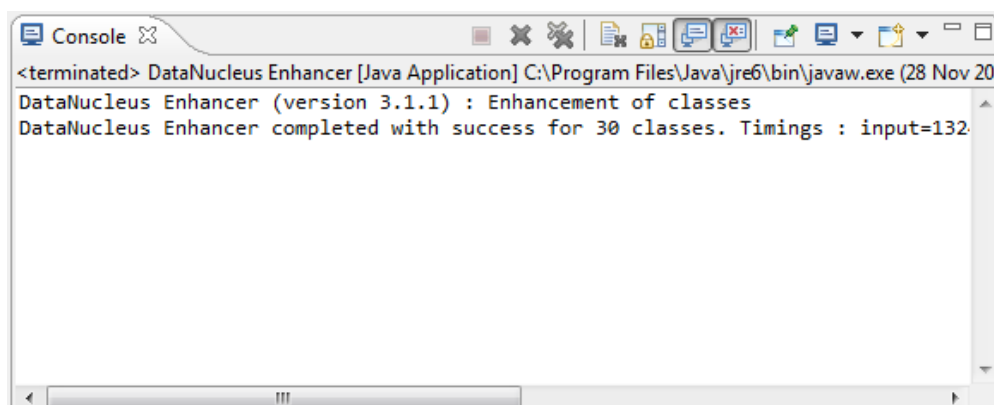 Console
<terminated> DataNucleus Enhancer [Java Application] C:\Program Files\Java\jre6\bin\javaw.exe (28 Nov 20
DataNucleus Enhancer (version 3.1.1) : Enhancement of classes
DataNucleus Enhancer completed with success for 30 classes. Timings : input=132